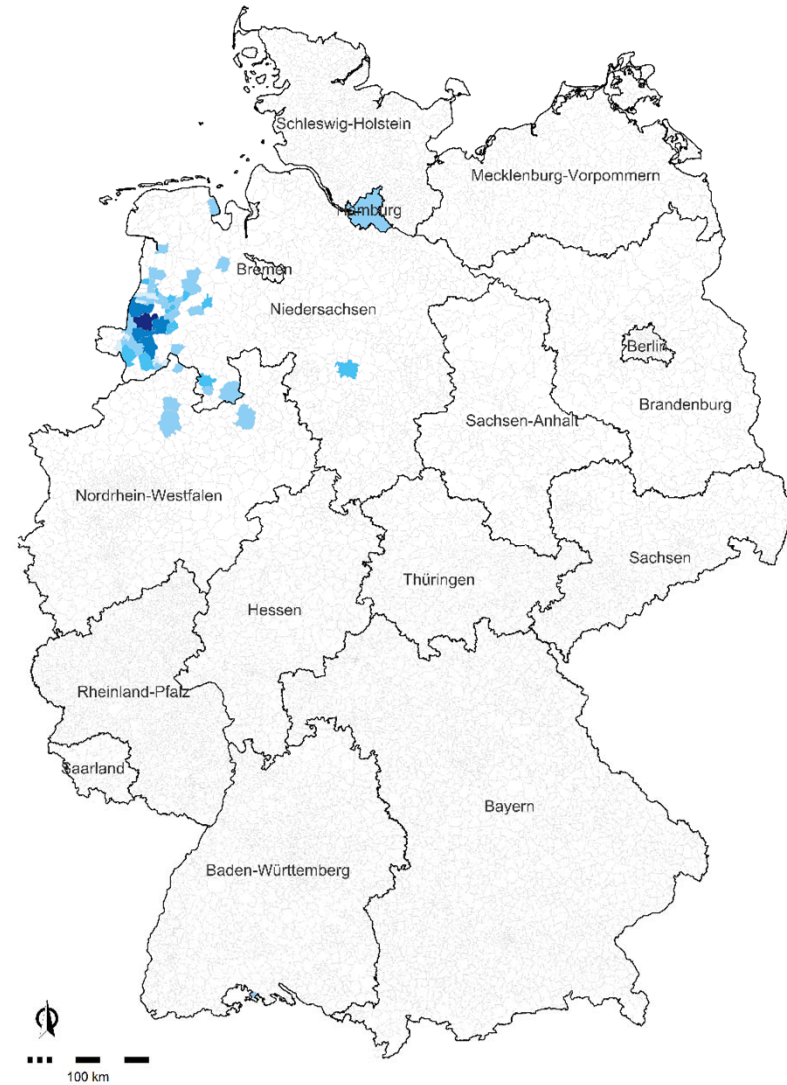 Schleswig-Holstein
Mecklenburg-Vorpommern
Hamburg
Bremen
Niedersachsen
Berlin
Brandenburg
Sachsen-Anhalt
Nordrhein-Westfalen
Sachsen
Thüringen
Hessen
Rheinland-Pfalz
Saarland
Bayern
Baden-Württemberg
100 km